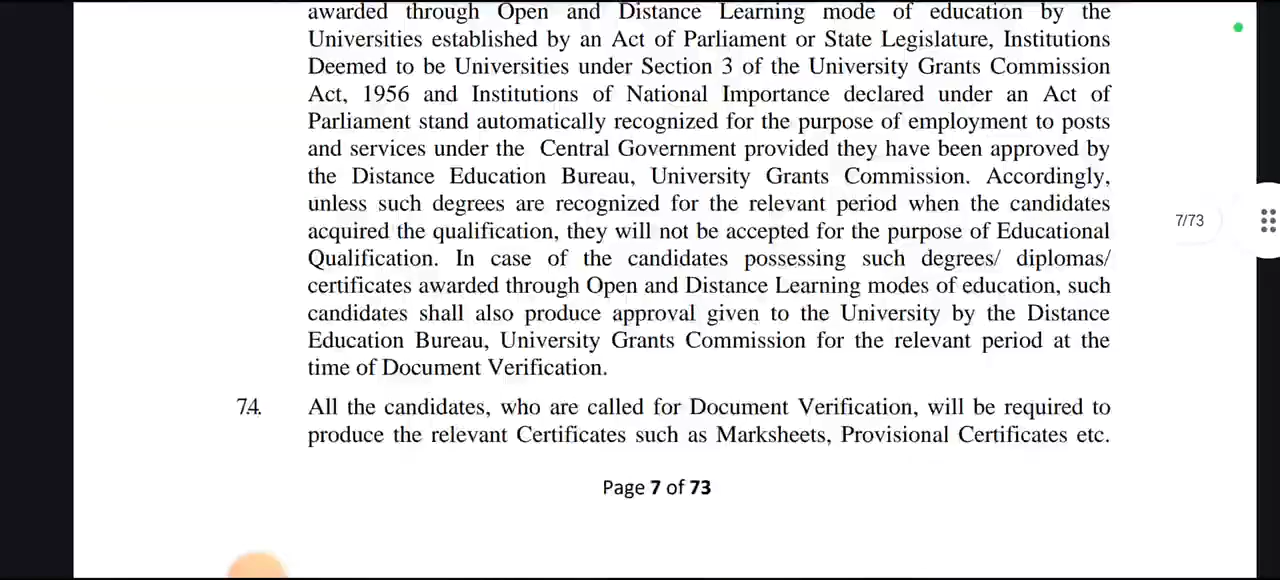 awarded through Open and Distance Learning mode of education by the
Universities established by an Act of Parliament or State Legislature, Institutions
Deemed to be Universities under Section 3 of the University Grants Commission
Act, 1956 and Institutions of National Importance declared under an Act of
Parliament stand automatically recognized for the purpose of employment to posts
and services under the Central Government provided they have been approved by
the Distance Education Bureau, University Grants Commission. Accordingly,
unless such degrees are recognized for the relevant period when the candidates
acquired the qualification, they will not be accepted for the purpose of Educational
Qualification. In case of the candidates possessing such degrees/ diplomas/
certificates awarded through Open and Distance Learning modes of education, such
candidates shall also produce approval given to the University by the Distance
Education Bureau, University Grants Commission for the relevant period at the
time of Document Verification.
7.4. All the candidates, who are called for Document Verification, will be required to
produce the relevant Certificates such as Marksheets, Provisional Certificates etc.
Page 7 of 73
7/73